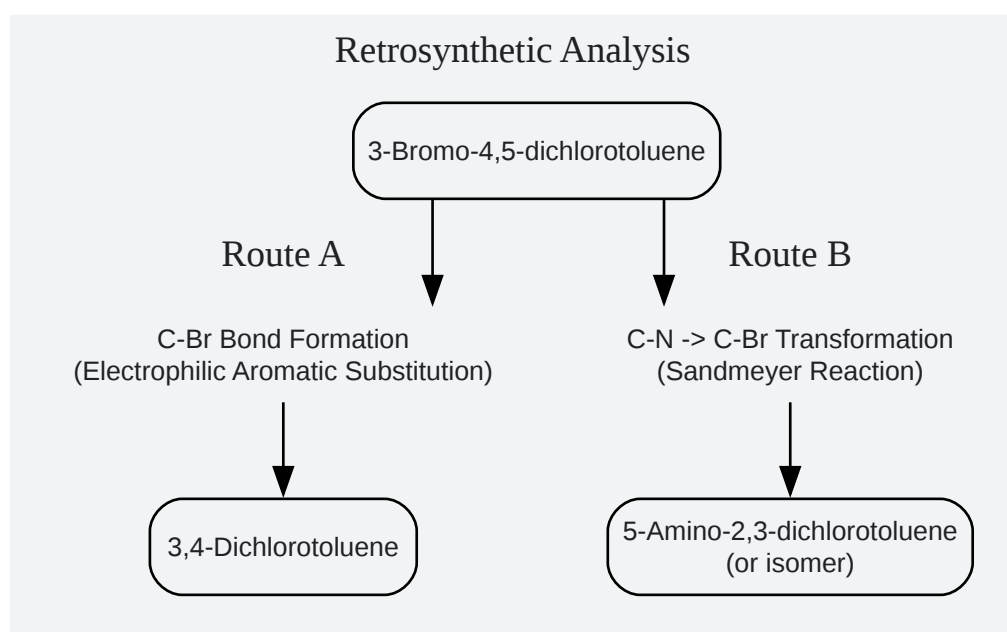 Retrosynthetic Analysis
3-Bromo-4,5-dichlorotoluene
Route A
Route B
C-Br Bond Formation
(Electrophilic Aromatic Substitution)
C-N -> C-Br Transformation
(Sandmeyer Reaction)
3,4-Dichlorotoluene
5-Amino-2,3-dichlorotoluene
(or isomer)